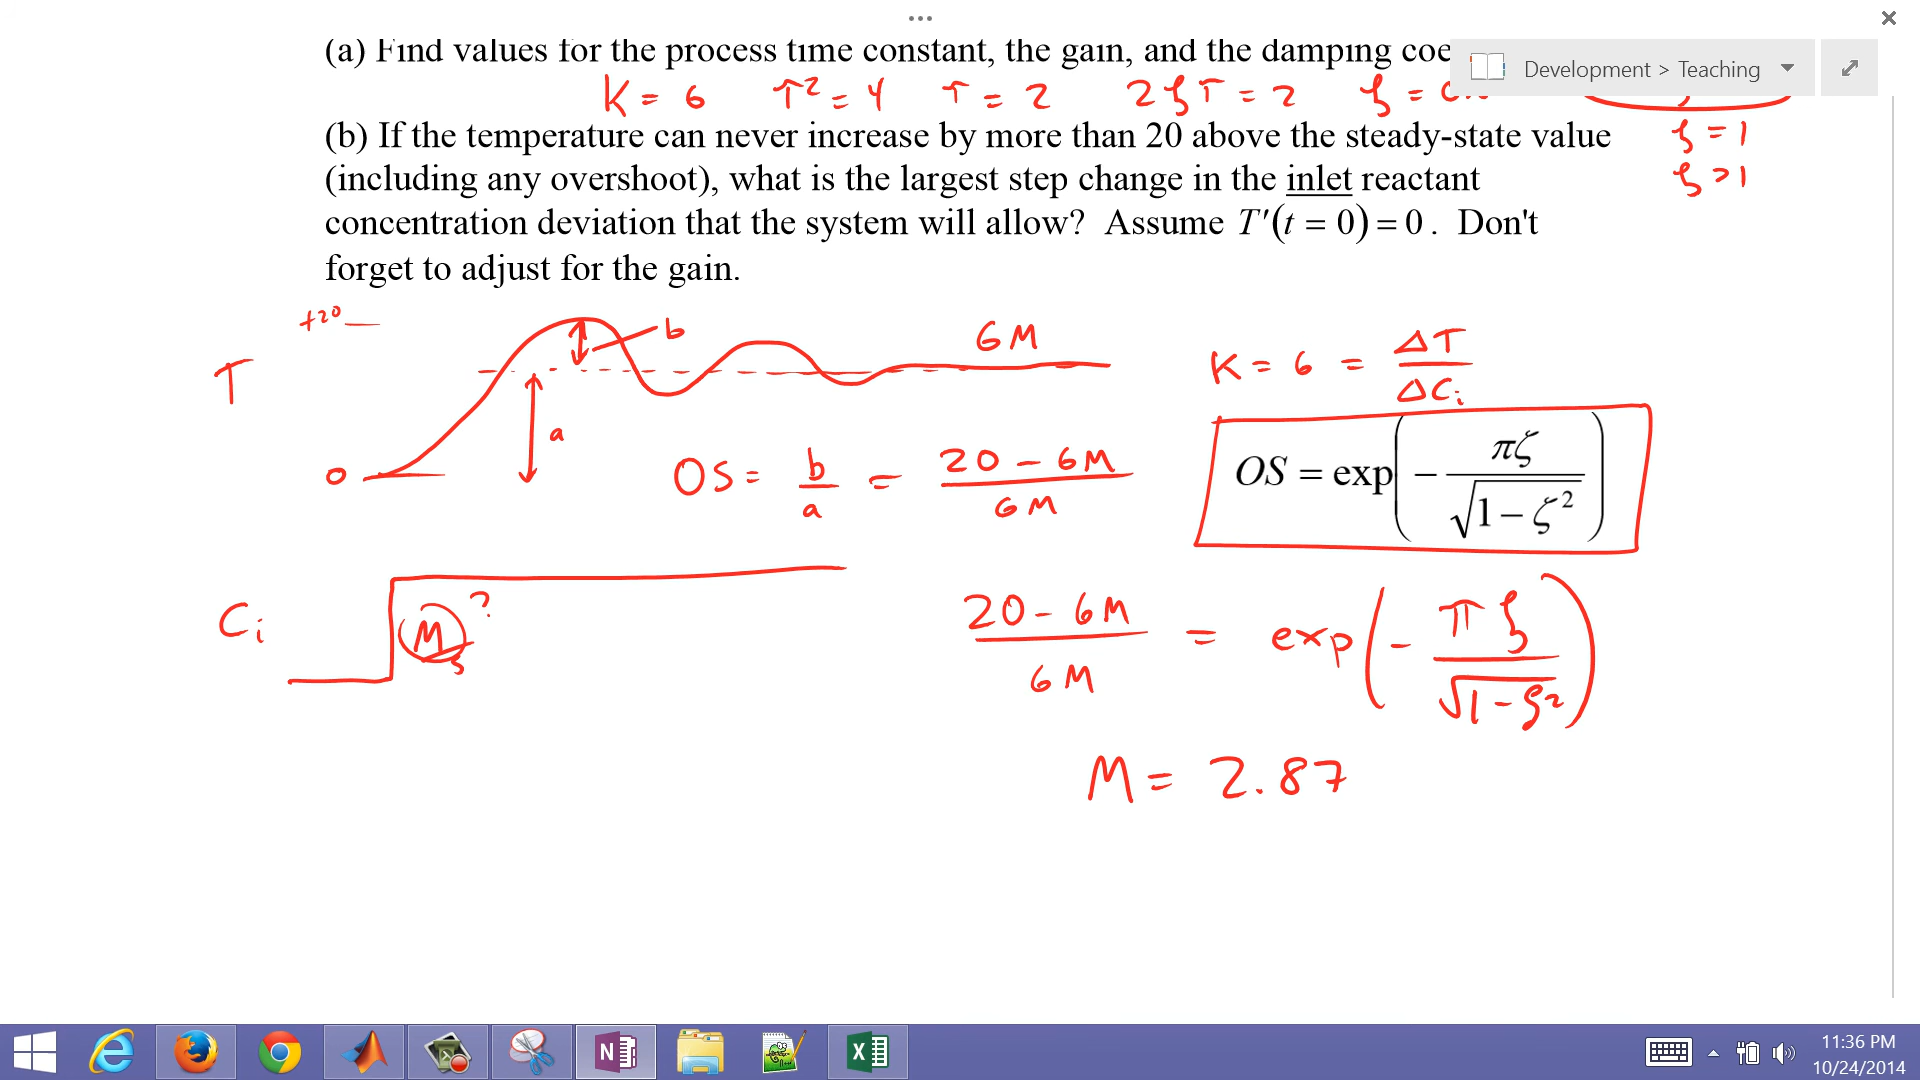 (a) Find values for the process time constant, the gain, and the damping coe
Development > Teaching
K = 6 τ² = 4 τ = 2 2ζτ = 2 ζ =
(b) If the temperature can never increase by more than 20 above the steady-state value
ζ = 1
(including any overshoot), what is the largest step change in the inlet reactant
ζ > 1
concentration deviation that the system will allow? Assume T'(t = 0) = 0. Don't
forget to adjust for the gain.
+20
b
6M
K = 6 = ΔT / ΔCi
T
a
0
OS = b / a = (20 - 6M) / 6M
OS = exp(- πζ / √(1 - ζ²))
Ci
M ?
(20 - 6M) / 6M = exp(- πζ / √(1 - ζ²))
M = 2.87
11:36 PM
10/24/2014